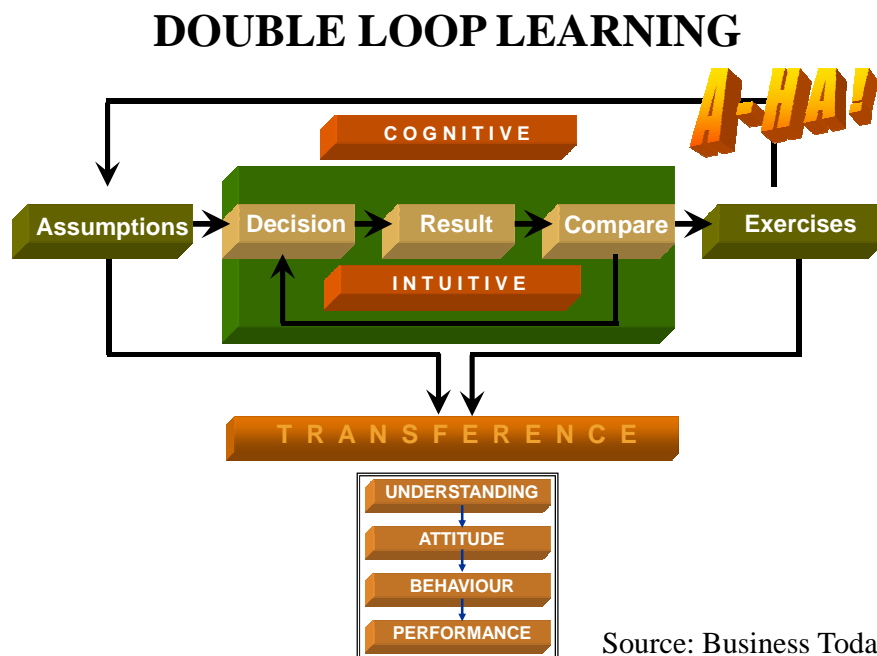 DOUBLE LOOP LEARNING
A-HA!
COGNITIVE
Assumptions
Decision
Result
Compare
Exercises
INTUITIVE
TRANSFERENCE
UNDERSTANDING
ATTITUDE
BEHAVIOUR
PERFORMANCE
Source: Business Toda